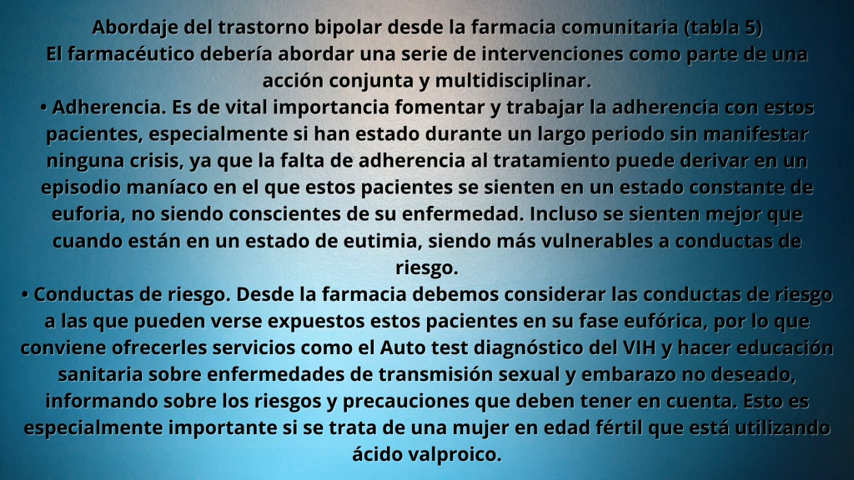 Abordaje del trastorno bipolar desde la farmacia comunitaria (tabla 5)
El farmacéutico debería abordar una serie de intervenciones como parte de una
acción conjunta y multidisciplinar.
• Adherencia. Es de vital importancia fomentar y trabajar la adherencia con estos
pacientes, especialmente si han estado durante un largo periodo sin manifestar
ninguna crisis, ya que la falta de adherencia al tratamiento puede derivar en un
episodio maníaco en el que estos pacientes se sienten en un estado constante de
euforia, no siendo conscientes de su enfermedad. Incluso se sienten mejor que
cuando están en un estado de eutimia, siendo más vulnerables a conductas de
riesgo.
• Conductas de riesgo. Desde la farmacia debemos considerar las conductas de riesgo
a las que pueden verse expuestos estos pacientes en su fase eufórica, por lo que
conviene ofrecerles servicios como el Auto test diagnóstico del VIH y hacer educación
sanitaria sobre enfermedades de transmisión sexual y embarazo no deseado,
informando sobre los riesgos y precauciones que deben tener en cuenta. Esto es
especialmente importante si se trata de una mujer en edad fértil que está utilizando
ácido valproico.